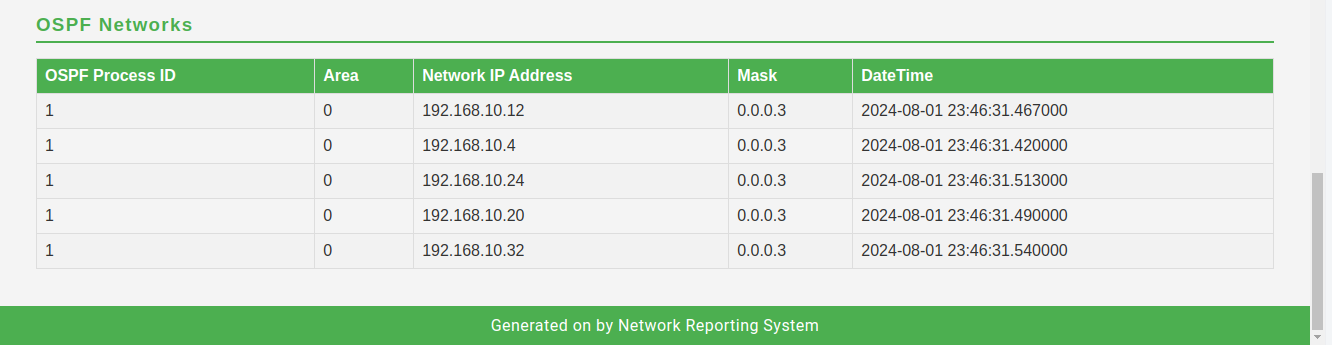 OSPF Networks
OSPF Process ID Area Network IP Address Mask DateTime
1 0 192.168.10.12 0.0.0.3 2024-08-01 23:46:31.467000
1 0 192.168.10.4 0.0.0.3 2024-08-01 23:46:31.420000
1 0 192.168.10.24 0.0.0.3 2024-08-01 23:46:31.513000
1 0 192.168.10.20 0.0.0.3 2024-08-01 23:46:31.490000
1 0 192.168.10.32 0.0.0.3 2024-08-01 23:46:31.540000
Generated on by Network Reporting System